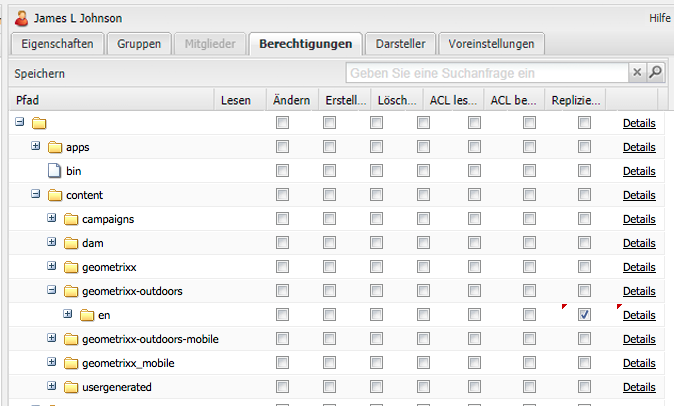 James L Johnson Hilfe
Eigenschaften Gruppen Mitglieder Berechtigungen Darsteller Voreinstellungen
Speichern Geben Sie eine Suchanfrage ein
Pfad Lesen Ändern Erstell... Lösch... ACL les... ACL be... Replizie...
Details
apps Details
bin Details
content Details
campaigns Details
dam Details
geometrixx Details
geometrixx-outdoors Details
en Details
geometrixx-outdoors-mobile Details
geometrixx_mobile Details
usergenerated Details